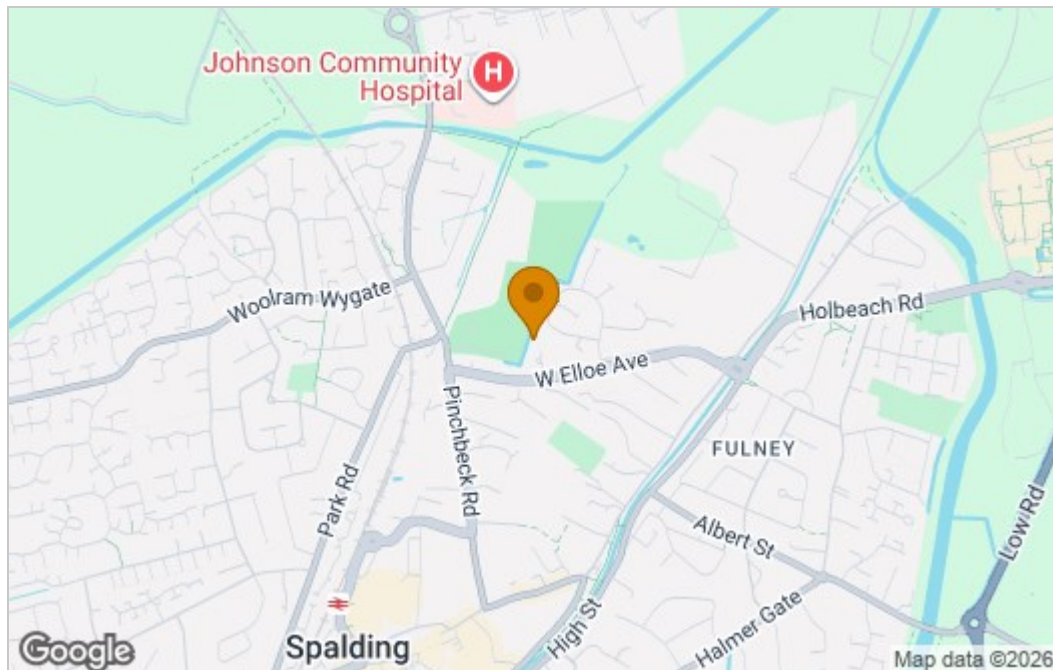 Johnson Community
Hospital
H
Woolram Wygate
Holbeach Rd
W Elloe Ave
Pinchbeck Rd
FULNEY
Park Rd
Albert St
Low Rd
High St
Halmer Gate
Spalding
Google
Map data ©2026